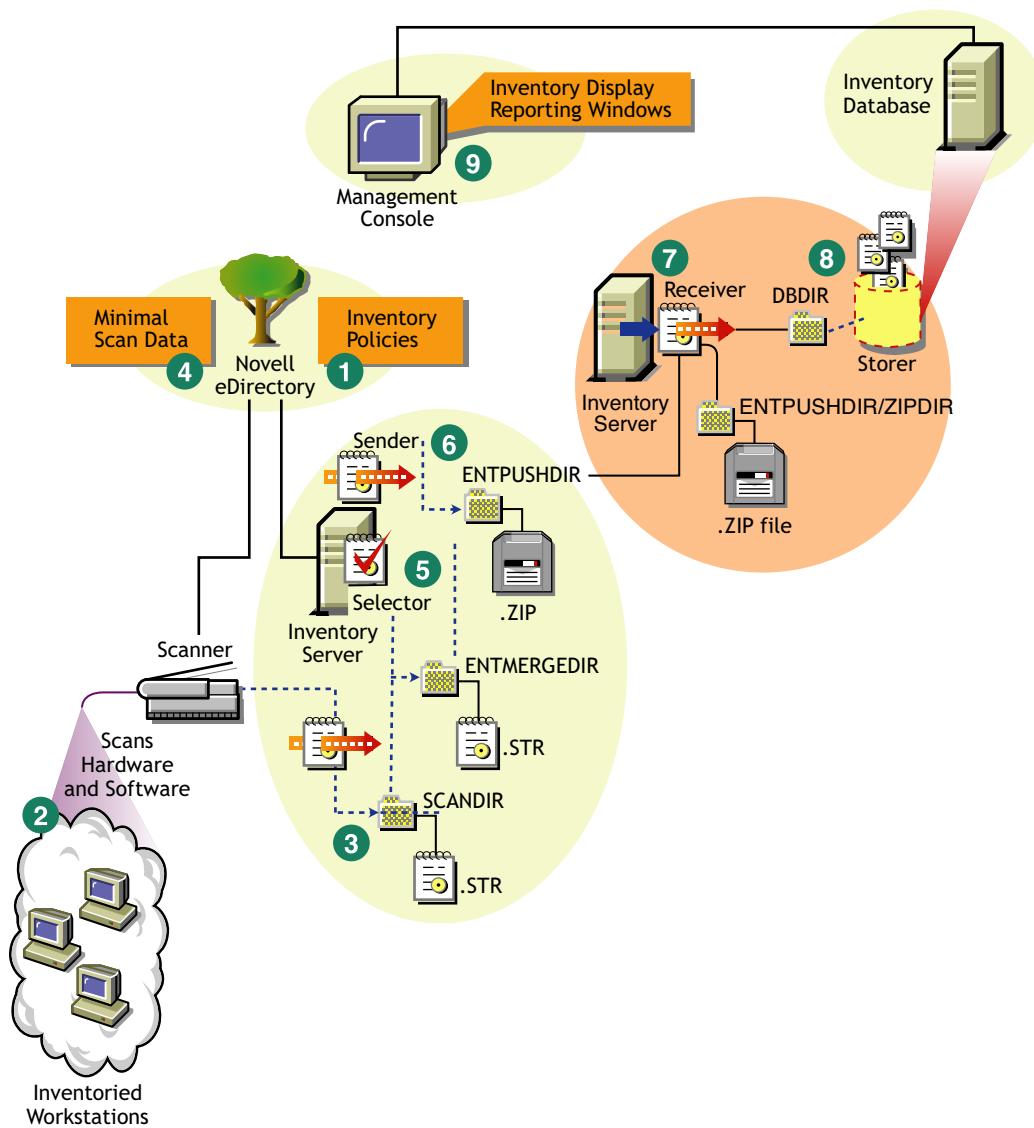 Inventory Display
Reporting Windows
Inventory
Database
9
Management
Console
7
8
Receiver
DBDIR
Minimal
Scan Data
4
Novell
eDirectory
Inventory
Policies
1
Storer
Inventory
Server
ENTPUSHDIR/ZIPDIR
.ZIP file
Sender
6
ENTPUSHDIR
5
Selector
.ZIP
Inventory
Server
Scanner
ENTMERGEDIR
.STR
Scans
Hardware
and Software
2
SCANDIR
3
.STR
Inventoried
Workstations